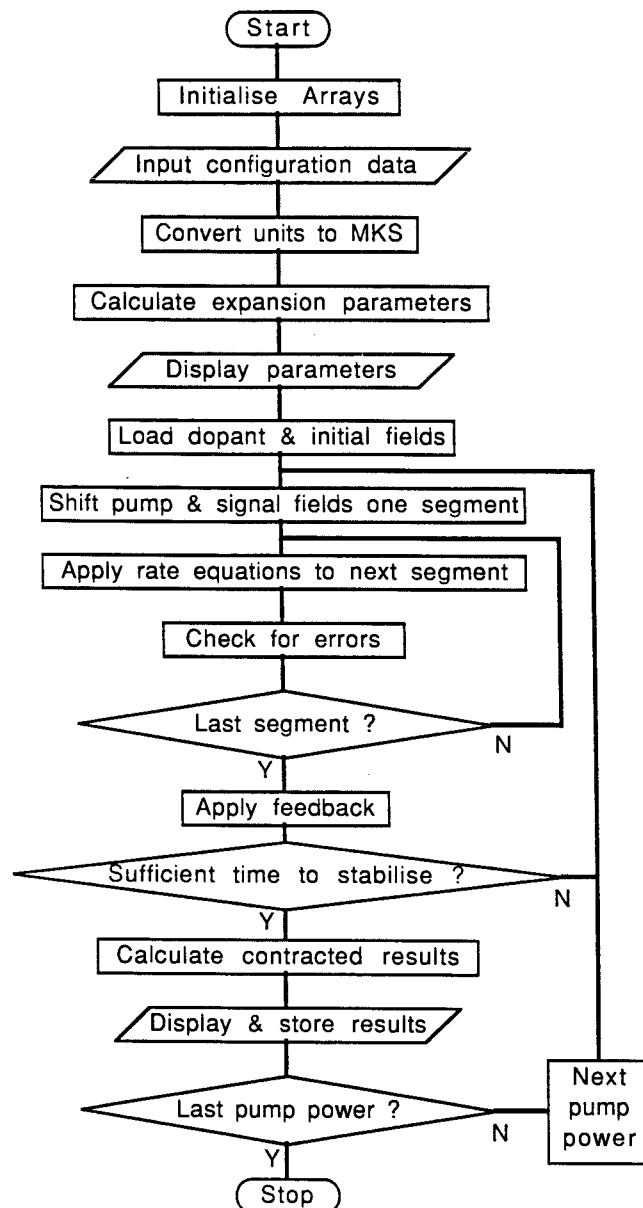 Start
Initialise Arrays
Input configuration data
Convert units to MKS
Calculate expansion parameters
Display parameters
Load dopant & initial fields
Shift pump & signal fields one segment
Apply rate equations to next segment
Check for errors
Last segment ?
N
Y
Apply feedback
Sufficient time to stabilise ?
N
Y
Calculate contracted results
Display & store results
Next
pump
power
Last pump power ?
N
Y
Stop